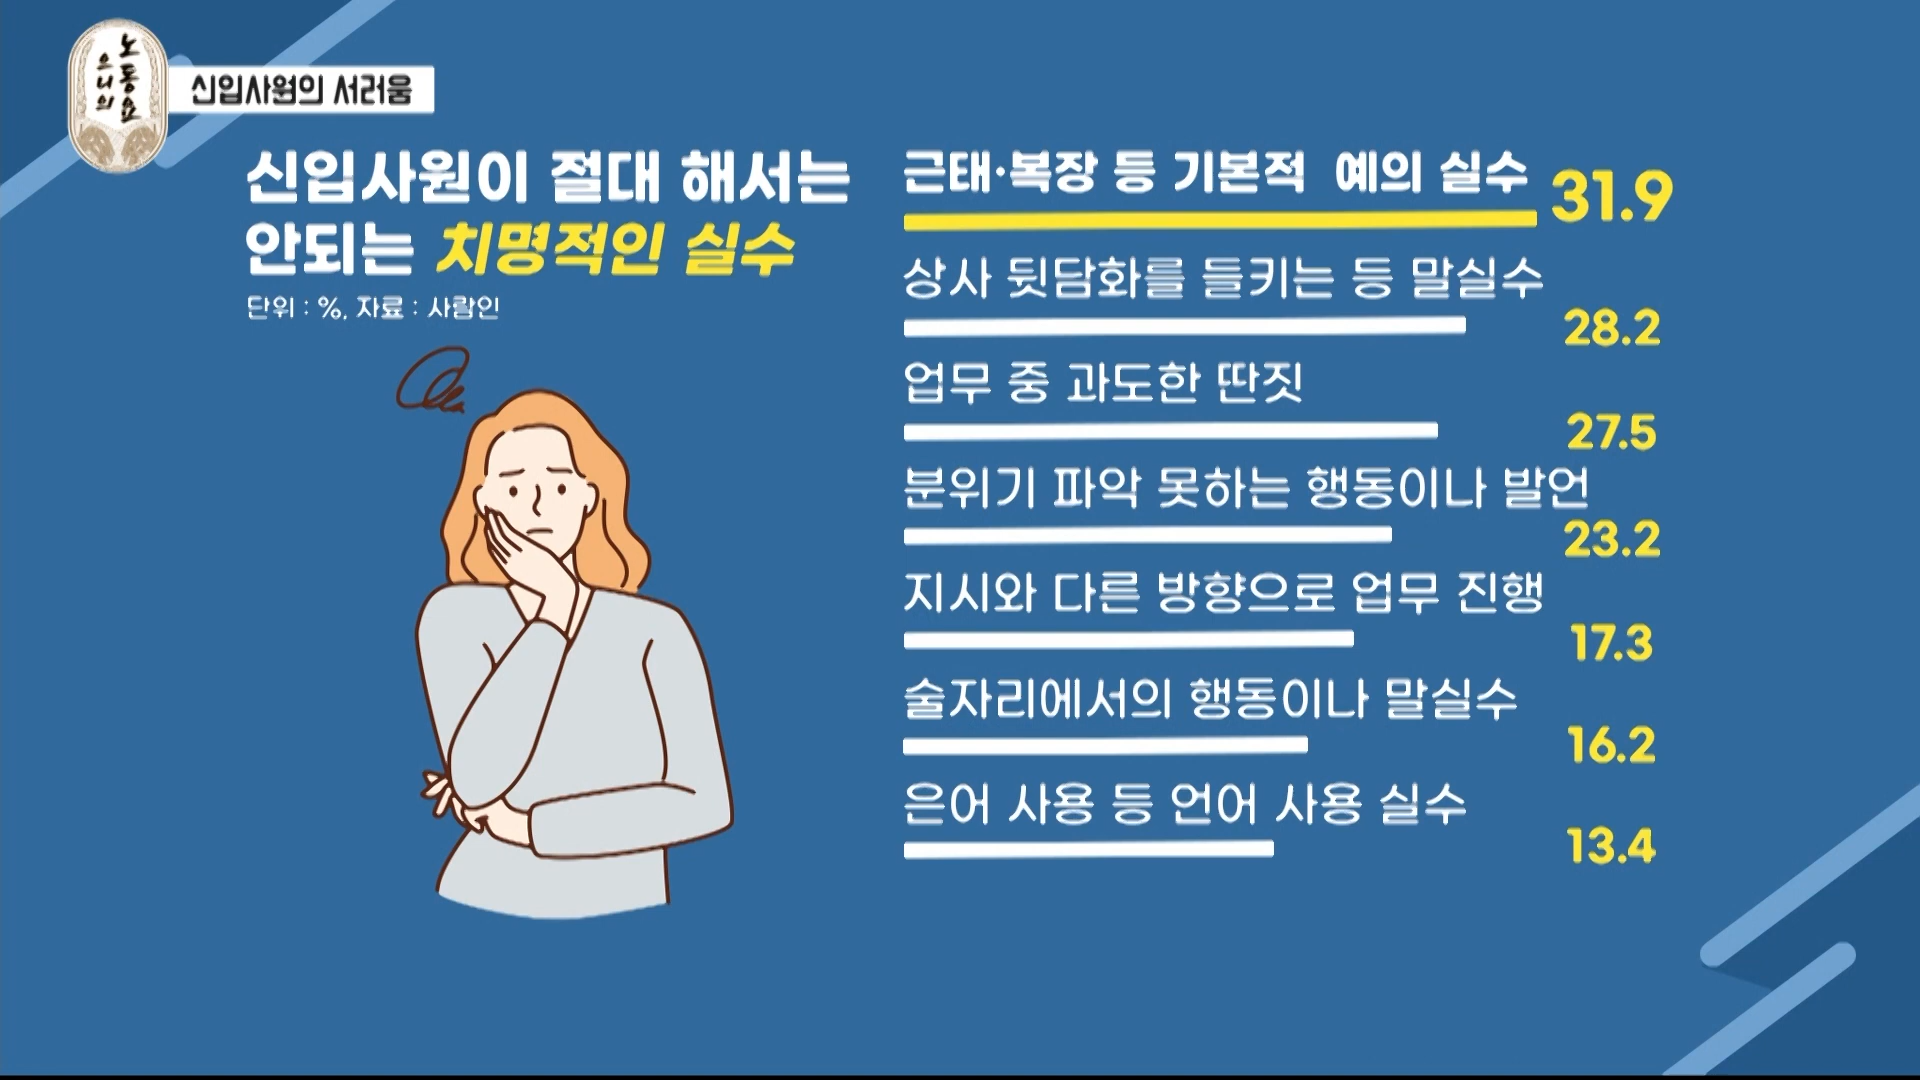 으니의
노동요
신입사원의 서러움
신입사원이 절대 해서는
안되는 치명적인 실수
단위 : %, 자료 : 사람인
근태·복장 등 기본적 예의 실수
31.9
상사 뒷담화를 들키는 등 말실수
28.2
업무 중 과도한 딴짓
27.5
분위기 파악 못하는 행동이나 발언
23.2
지시와 다른 방향으로 업무 진행
17.3
술자리에서의 행동이나 말실수
16.2
은어 사용 등 언어 사용 실수
13.4